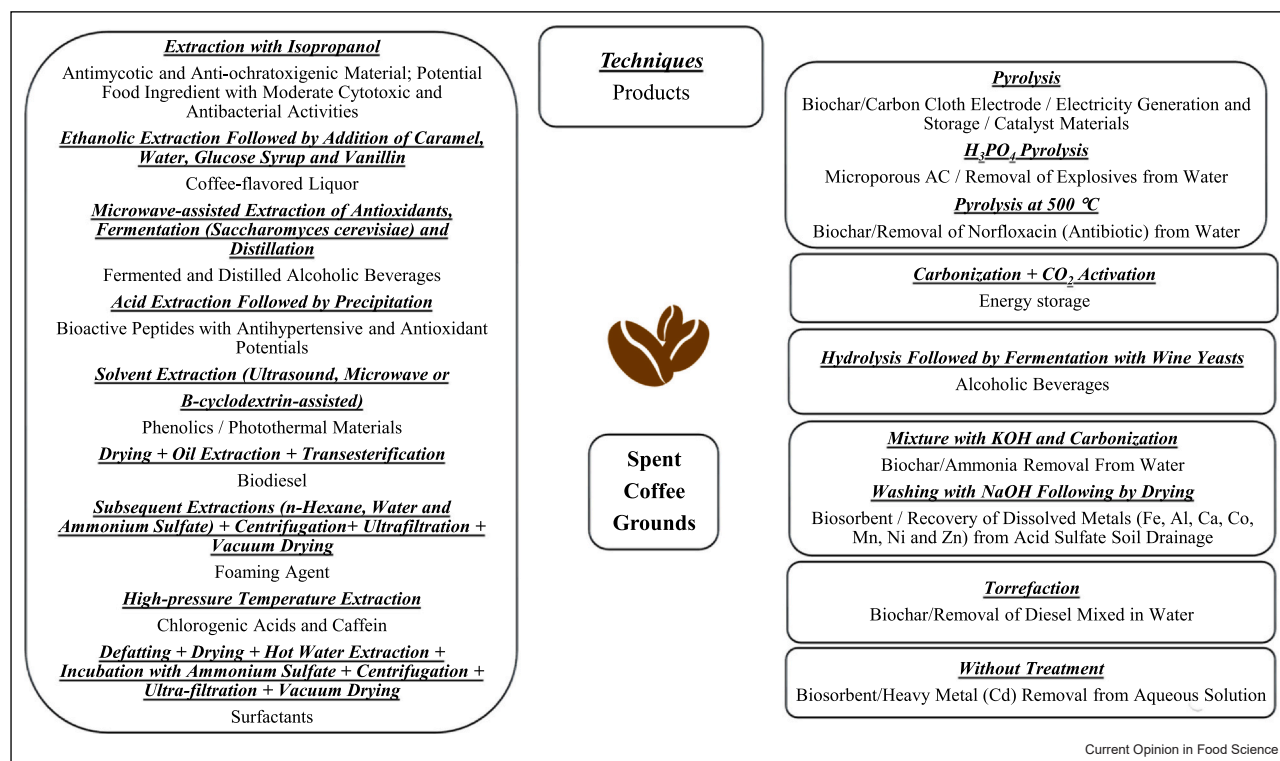 Extraction with Isopropanol
Antimycotic and Anti-ochratoxigenic Material; Potential
Food Ingredient with Moderate Cytotoxic and
Antibacterial Activities
Ethanolic Extraction Followed by Addition of Caramel,
Water, Glucose Syrup and Vanillin
Coffee-flavored Liquor
Microwave-assisted Extraction of Antioxidants,
Fermentation (Saccharomyces cerevisiae) and
Distillation
Fermented and Distilled Alcoholic Beverages
Acid Extraction Followed by Precipitation
Bioactive Peptides with Antihypertensive and Antioxidant
Potentials
Solvent Extraction (Ultrasound, Microwave or
B-cyclodextrin-assisted)
Phenolics / Photothermal Materials
Drying + Oil Extraction + Transesterification
Biodiesel
Subsequent Extractions (n-Hexane, Water and
Ammonium Sulfate) + Centrifugation+ Ultrafiltration +
Vacuum Drying
Foaming Agent
High-pressure Temperature Extraction
Chlorogenic Acids and Caffein
Defatting + Drying + Hot Water Extraction +
Incubation with Ammonium Sulfate + Centrifugation +
Ultra-filtration + Vacuum Drying
Surfactants
Techniques
Products
Spent
Coffee
Grounds
Pyrolysis
Biochar/Carbon Cloth Electrode / Electricity Generation and
Storage / Catalyst Materials
H₃PO₄ Pyrolysis
Microporous AC / Removal of Explosives from Water
Pyrolysis at 500 ℃
Biochar/Removal of Norfloxacin (Antibiotic) from Water
Carbonization + CO₂ Activation
Energy storage
Hydrolysis Followed by Fermentation with Wine Yeasts
Alcoholic Beverages
Mixture with KOH and Carbonization
Biochar/Ammonia Removal From Water
Washing with NaOH Following by Drying
Biosorbent / Recovery of Dissolved Metals (Fe, Al, Ca, Co,
Mn, Ni and Zn) from Acid Sulfate Soil Drainage
Torrefaction
Biochar/Removal of Diesel Mixed in Water
Without Treatment
Biosorbent/Heavy Metal (Cd) Removal from Aqueous Solution
Current Opinion in Food Science